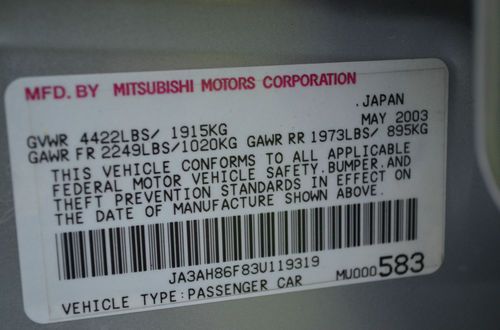 MFD. BY MITSUBISHI MOTORS CORPORATION
.JAPAN
MAY 2003
GVWR 4422LBS/ 1915KG
GAWR FR 2249LBS/1020KG GAWR RR 1973LBS/ 895KG
THIS VEHICLE CONFORMS TO ALL APPLICABLE
FEDERAL MOTOR VEHICLE SAFETY.BUMPER.AND
THEFT PREVENTION STANDARDS IN EFFECT ON
THE DATE OF MANUFACTURE SHOWN ABOVE.
JA3AH86F83U119319
MU000583
VEHICLE TYPE:PASSENGER CAR